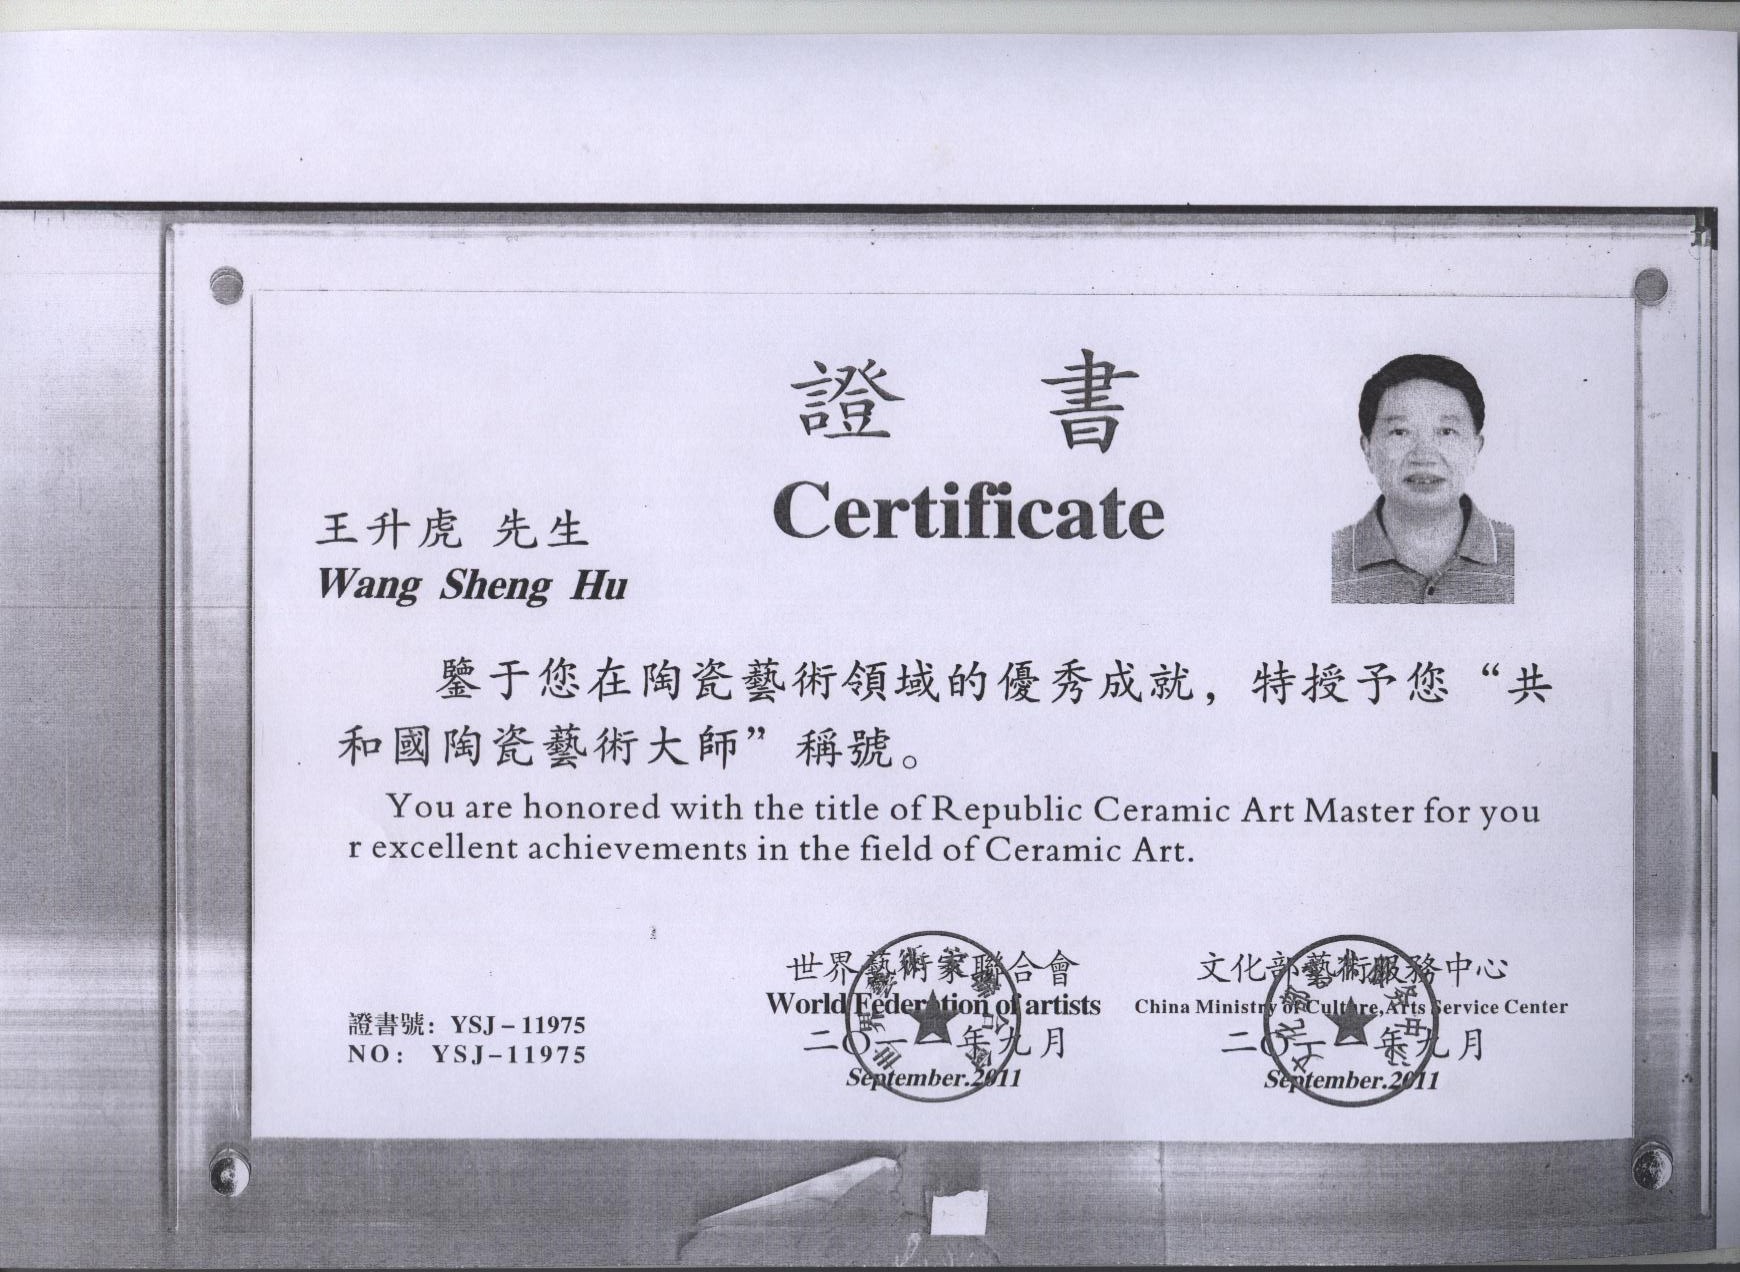 證 書
Certificate
王升虎 先生
Wang Sheng Hu
鑒于您在陶瓷藝術領域的優秀成就，特授予您“共
和國陶瓷藝術大師”稱號。
You are honored with the title of Republic Ceramic Art Master for you
r excellent achievements in the field of Ceramic Art.
證書號：YSJ－11975
NO： YSJ-11975
世界藝術家聯合會
World Federation of artists
二〇一一年九月
September.2011
文化部藝術服務中心
China Ministry of Culture,Arts Service Center
二〇一一年九月
September.2011